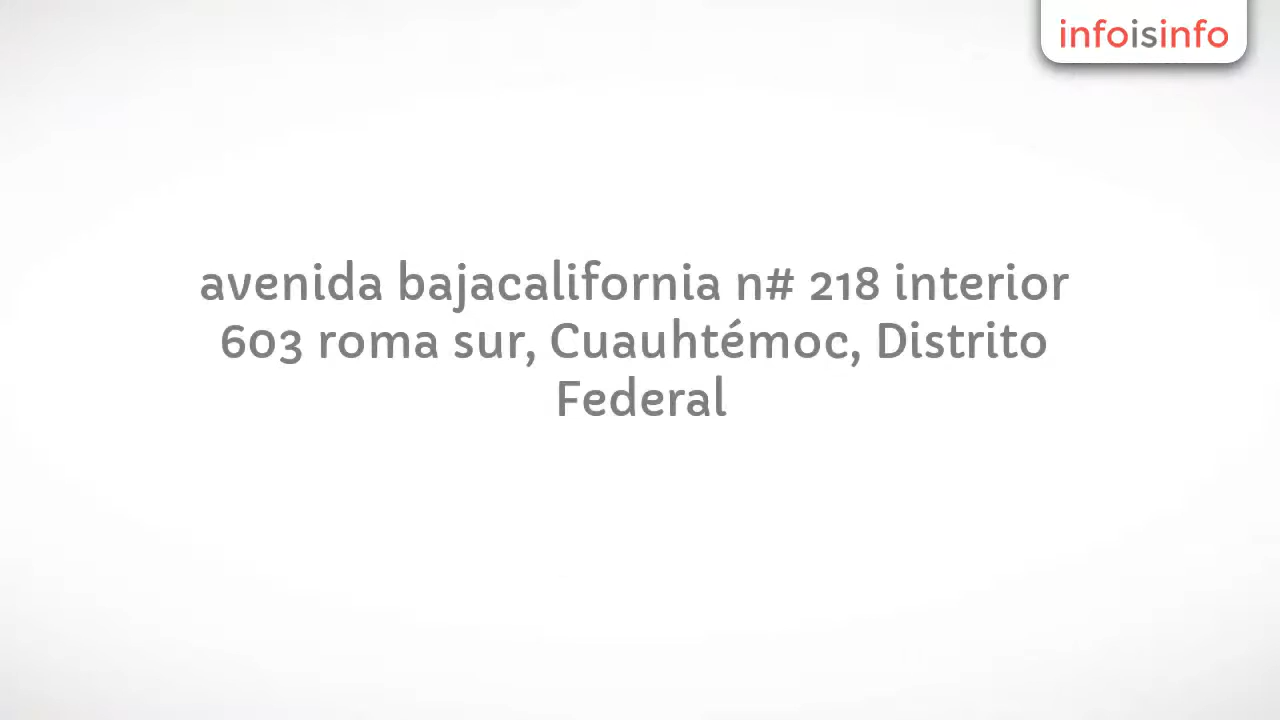 infoisinfo
avenida bajacalifornia n# 218 interior
603 roma sur, Cuauhtémoc, Distrito
Federal